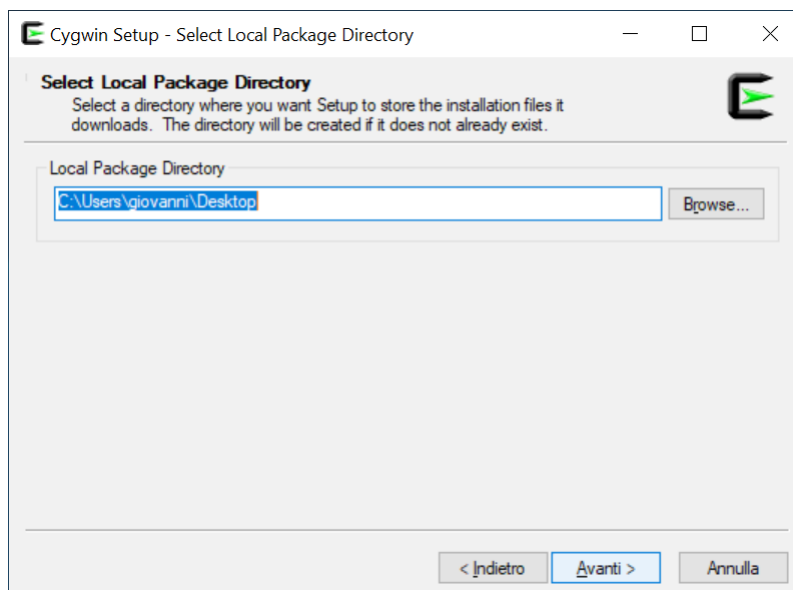 Cygwin Setup - Select Local Package Directory
Select Local Package Directory
Select a directory where you want Setup to store the installation files it
downloads. The directory will be created if it does not already exist.
Local Package Directory
C:\Users\giovanni\Desktop
Browse...
< Indietro
Avanti >
Annulla